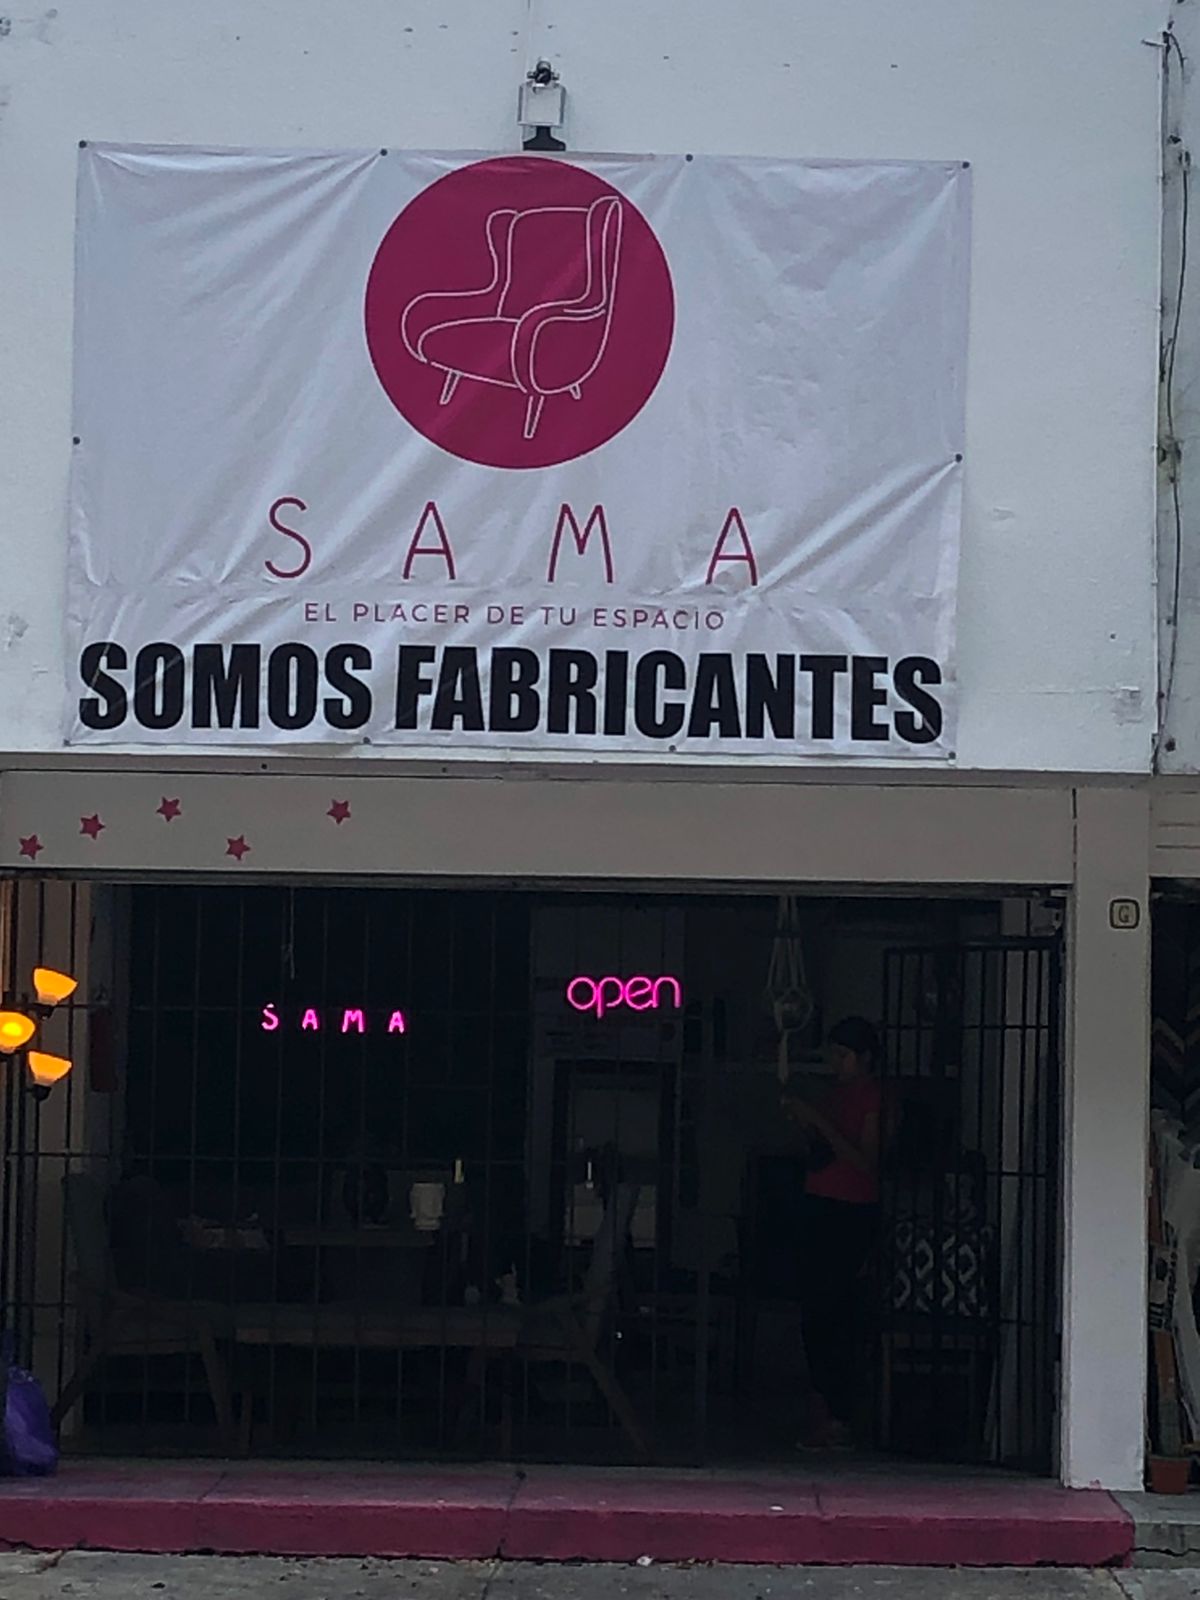 SAMA
EL PLACER DE TU ESPACIO
SOMOS FABRICANTES
G
open
SAMA